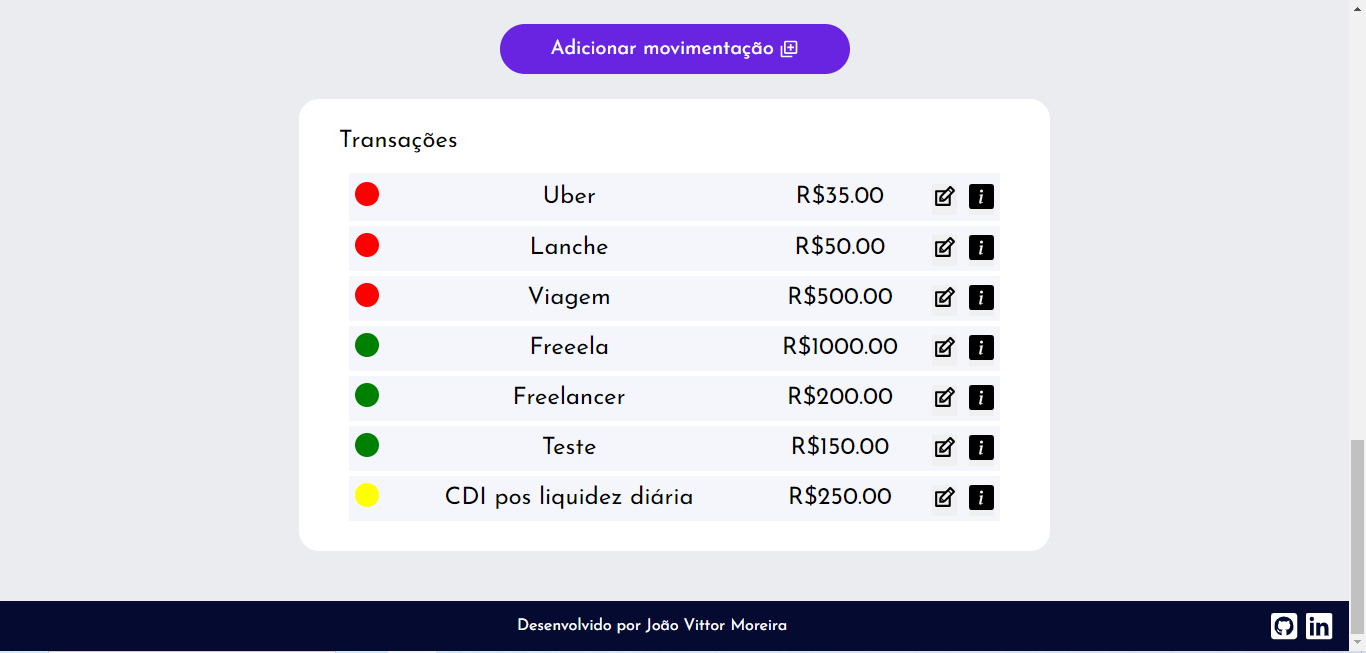 Adicionar movimentação
Transações
Uber R$35.00 i
Lanche R$50.00 i
Viagem R$500.00 i
Freeela R$1000.00 i
Freelancer R$200.00 i
Teste R$150.00 i
CDI pos liquidez diária R$250.00 i
Desenvolvido por João Vittor Moreira in